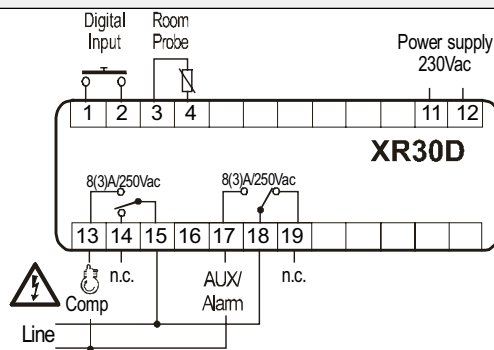 Digital Input
Room Probe
Power supply 230Vac
1 2 3 4 11 12
XR30D
8(3)A/250Vac 8(3)A/250Vac
13 14 15 16 17 18 19
Comp
n.c.
AUX/ Alarm
n.c.
Line